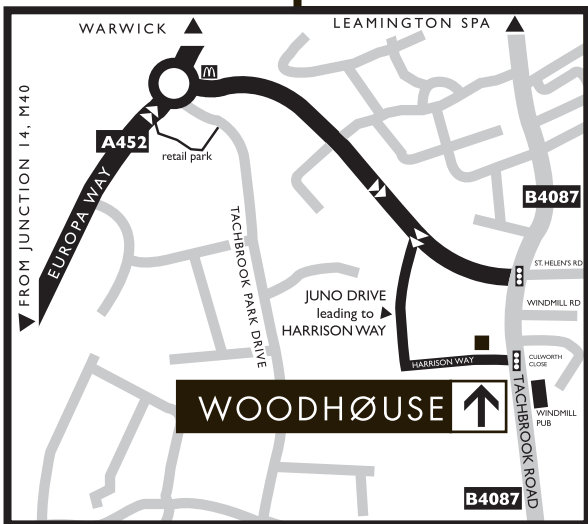 WARWICK
LEAMINGTON SPA
FROM JUNCTION 14, M40
A452
retail park
EUROPA WAY
B4087
TACHBROOK PARK DRIVE
ST. HELEN'S RD
JUNO DRIVE
leading to
HARRISON WAY
WINDMILL RD
HARRISON WAY
CULWORTH
CLOSE
WOODHØUSE
TACHBROOK ROAD
WINDMILL
PUB
B4087